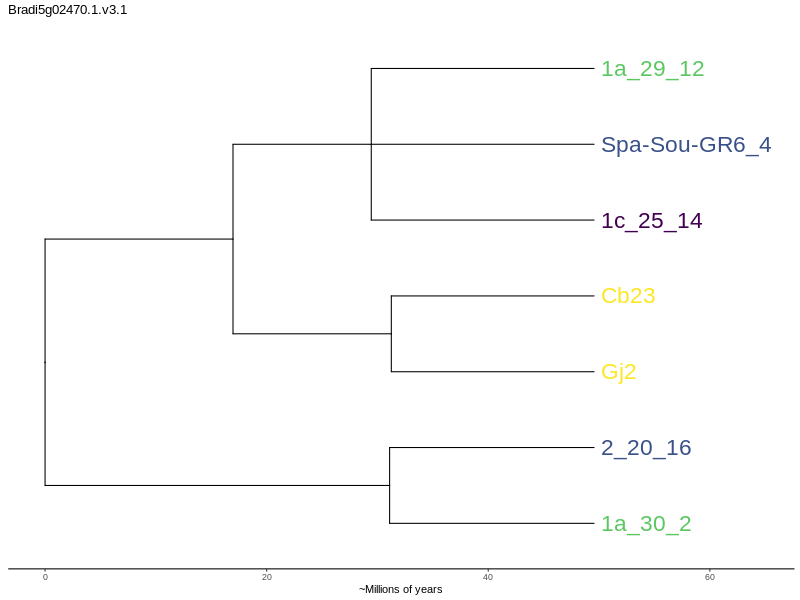 Bradi5g02470.1.v3.1
1a_29_12
Spa-Sou-GR6_4
1c_25_14
Cb23
Gj2
2_20_16
1a_30_2
0 20 40 60
~Millions of years